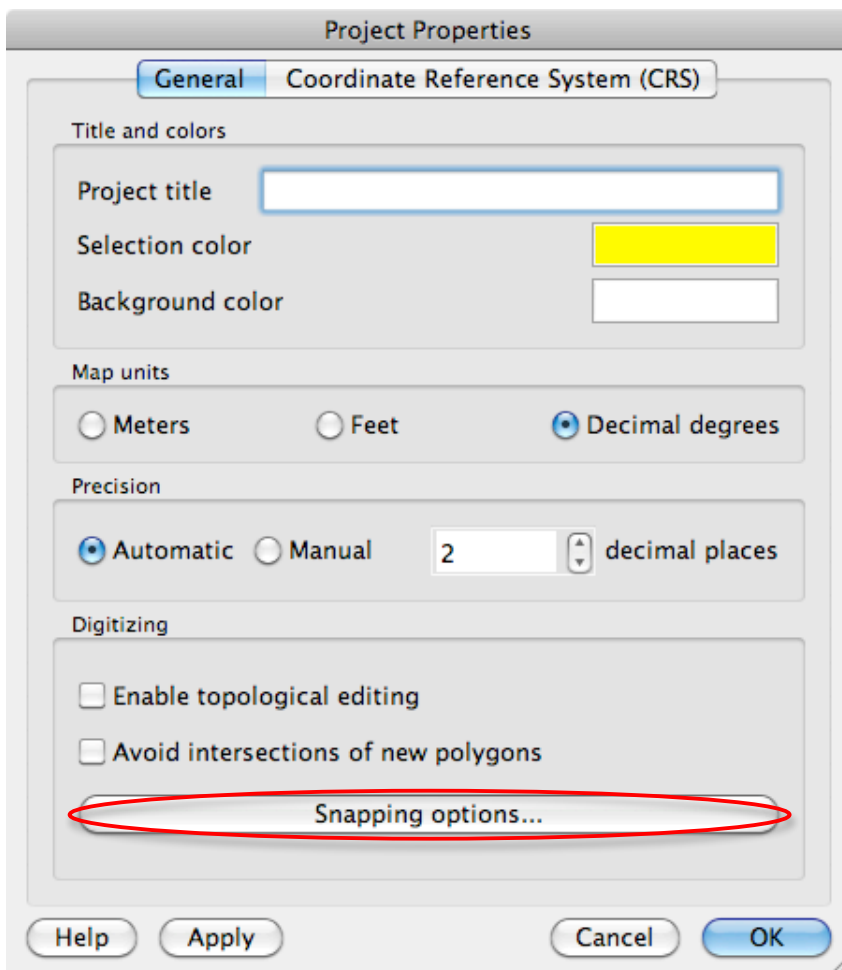 Project Properties
General Coordinate Reference System (CRS)
Title and colors
Project title
Selection color
Background color
Map units
Meters Feet Decimal degrees
Precision
Automatic Manual 2 decimal places
Digitizing
Enable topological editing
Avoid intersections of new polygons
Snapping options...
Help Apply Cancel OK